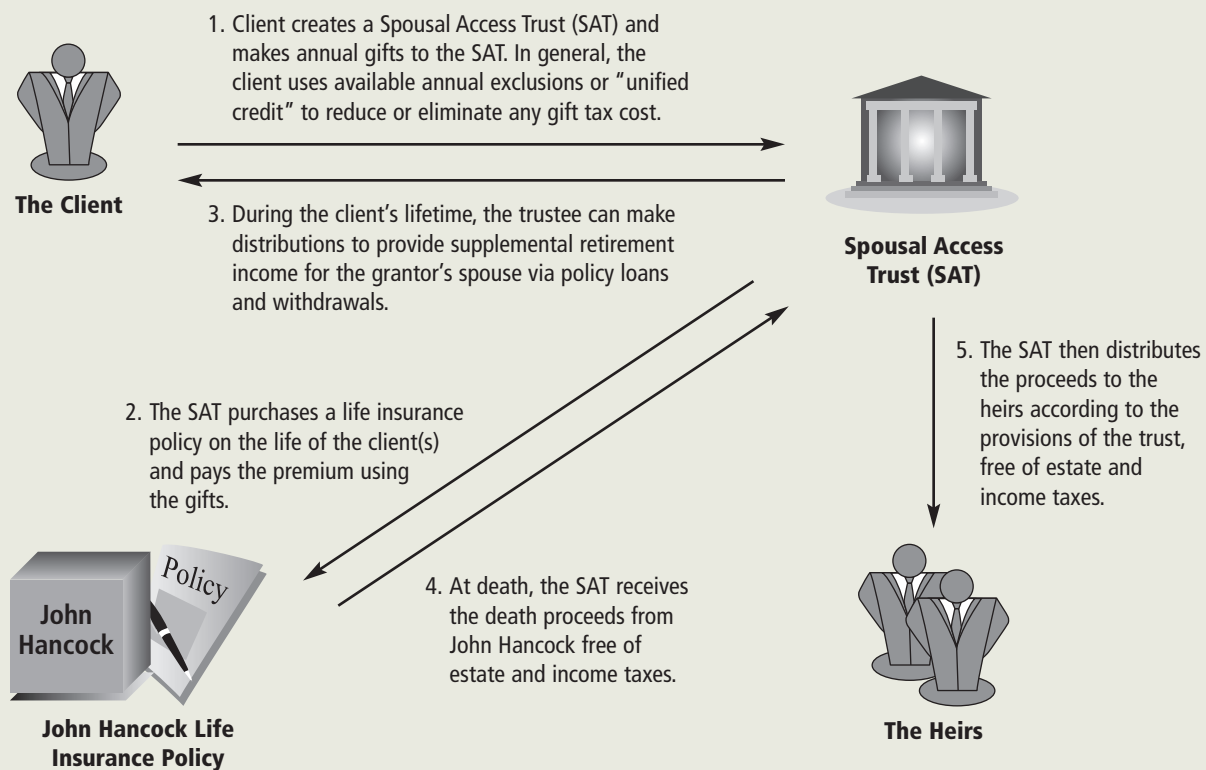 1. Client creates a Spousal Access Trust (SAT) and
makes annual gifts to the SAT. In general, the
client uses available annual exclusions or “unified
credit” to reduce or eliminate any gift tax cost.
The Client
3. During the client’s lifetime, the trustee can make
distributions to provide supplemental retirement
income for the grantor’s spouse via policy loans
and withdrawals.
Spousal Access
Trust (SAT)
2. The SAT purchases a life insurance
policy on the life of the client(s)
and pays the premium using
the gifts.
5. The SAT then distributes
the proceeds to the
heirs according to the
provisions of the trust,
free of estate and
income taxes.
John
Hancock
Policy
4. At death, the SAT receives
the death proceeds from
John Hancock free of
estate and income taxes.
John Hancock Life
Insurance Policy
The Heirs